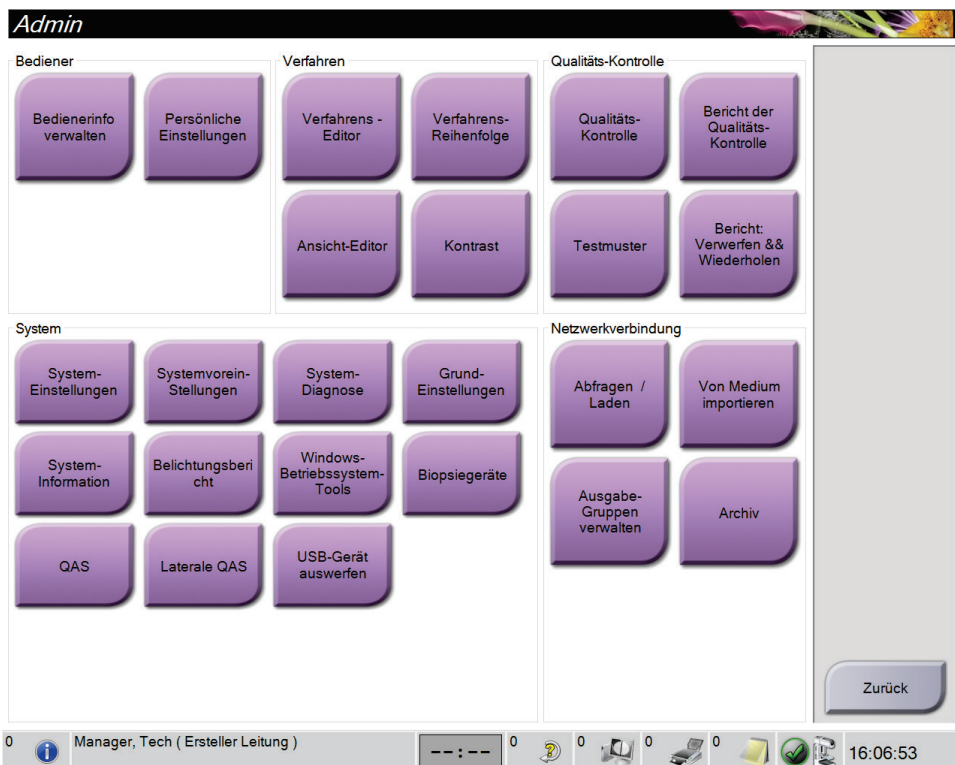 Admin
Bediener
Bedienerinfo
verwalten
Persönliche
Einstellungen
Verfahren
Verfahrens -
Editor
Verfahrens-
Reihenfolge
Ansicht-Editor
Kontrast
Qualitäts-Kontrolle
Qualitäts-
Kontrolle
Bericht der
Qualitäts-
Kontrolle
Testmuster
Bericht:
Verwerfen &&
Wiederholen
System
System-
Einstellungen
Systemvorein-
Stellungen
System-
Diagnose
Grund-
Einstellungen
System-
Information
Belichtungsberi
cht
Windows-
Betriebssystem-
Tools
Biopsiegeräte
QAS
Laterale QAS
USB-Gerät
auswerfen
Netzwerkverbindung
Abfragen /
Laden
Von Medium
importieren
Ausgabe-
Gruppen
verwalten
Archiv
Zurück
0
Manager, Tech ( Ersteller Leitung )
--:--
0
0
0
0
16:06:53